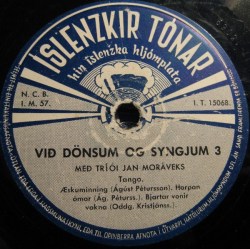 ÍSLENZKIR TÓNAR
hin íslenzka hljómplata
N. C. B.
I. M. 57.
I. T. 15068.
VIÐ DÖNSUM OG SYNGJUM 3
MEÐ TRÍÓI JAN MORÁVEKS
Tango.
Æskuminning (Ágúst Pétursson). Harpan
ómar (Ág. Péturss.). Bjartar vonir
vakna (Oddg. Kristjánss.).